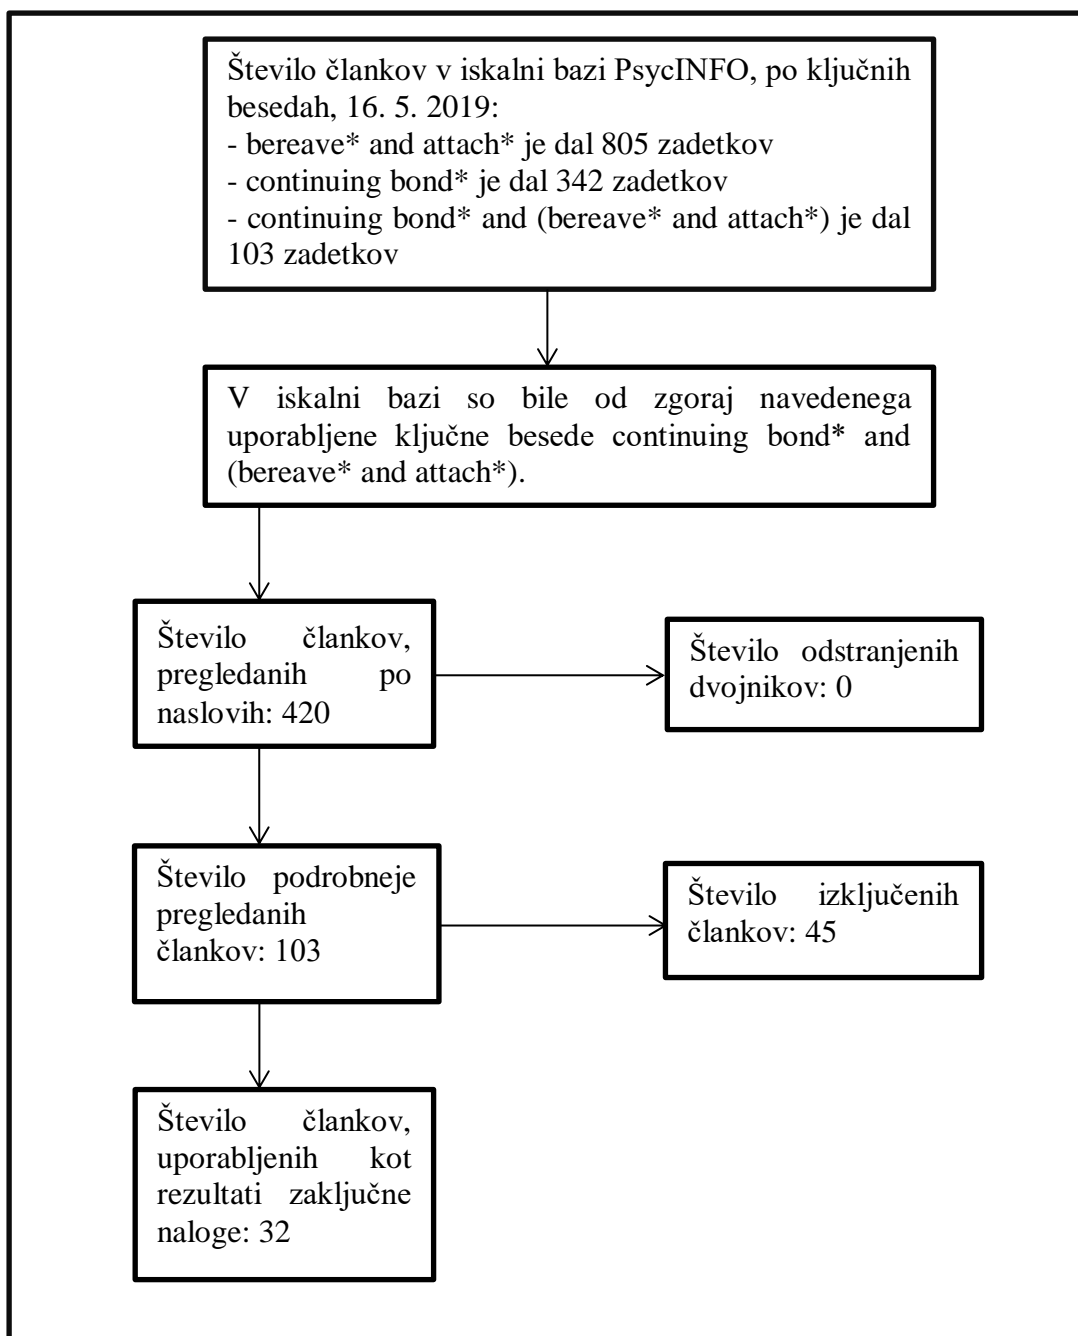 Število člankov v iskalni bazi PsycINFO, po ključnih
besedah, 16. 5. 2019:
- bereave* and attach* je dal 805 zadetkov
- continuing bond* je dal 342 zadetkov
- continuing bond* and (bereave* and attach*) je dal
103 zadetkov
V iskalni bazi so bile od zgoraj navedenega
uporabljene ključne besede continuing bond* and
(bereave* and attach*).
Število člankov,
pregledanih po
naslovih: 420
Število odstranjenih
dvojnikov: 0
Število podrobneje
pregledanih
člankov: 103
Število izključenih
člankov: 45
Število člankov,
uporabljenih kot
rezultati zaključne
naloge: 32